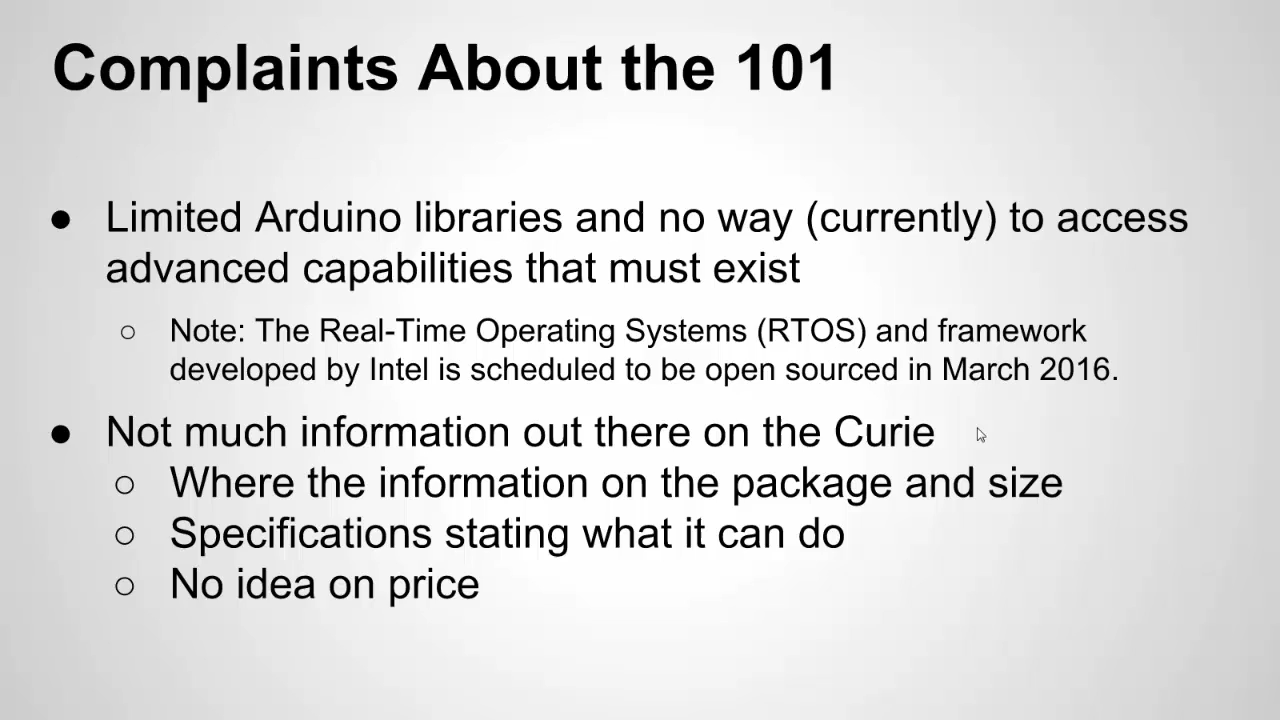 Complaints About the 101
● Limited Arduino libraries and no way (currently) to access
advanced capabilities that must exist
○ Note: The Real-Time Operating Systems (RTOS) and framework
developed by Intel is scheduled to be open sourced in March 2016.
● Not much information out there on the Curie
○ Where the information on the package and size
○ Specifications stating what it can do
○ No idea on price